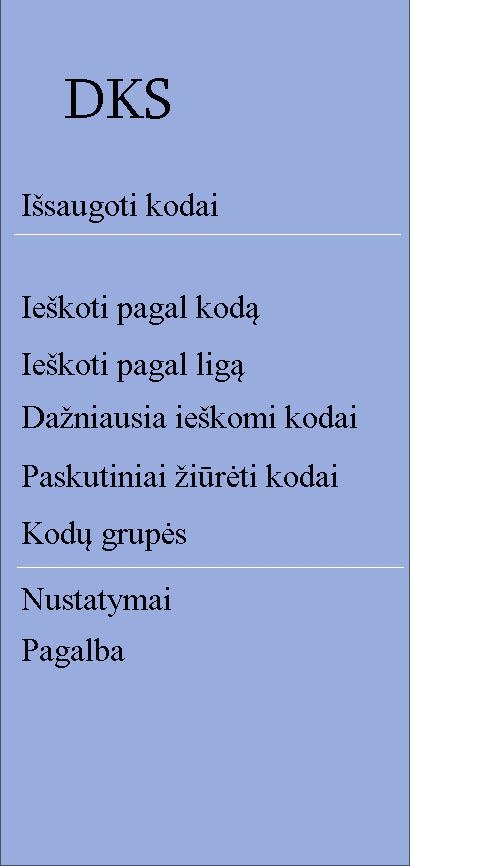 DKS
Išsaugoti kodai
Ieškoti pagal kodą
Ieškoti pagal ligą
Dažniausia ieškomi kodai
Paskutiniai žiūrėti kodai
Kodų grupės
Nustatymai
Pagalba